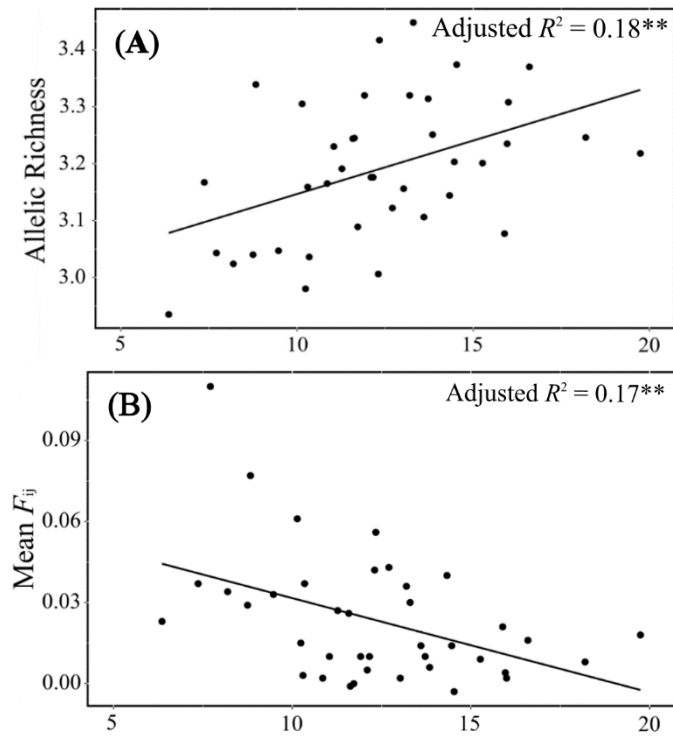 (A)
Adjusted R² = 0.18**
Allelic Richness
3.4
3.3
3.2
3.1
3.0
5 10 15 20
(B)
Adjusted R² = 0.17**
Mean Fij
0.09
0.06
0.03
0.00
5 10 15 20